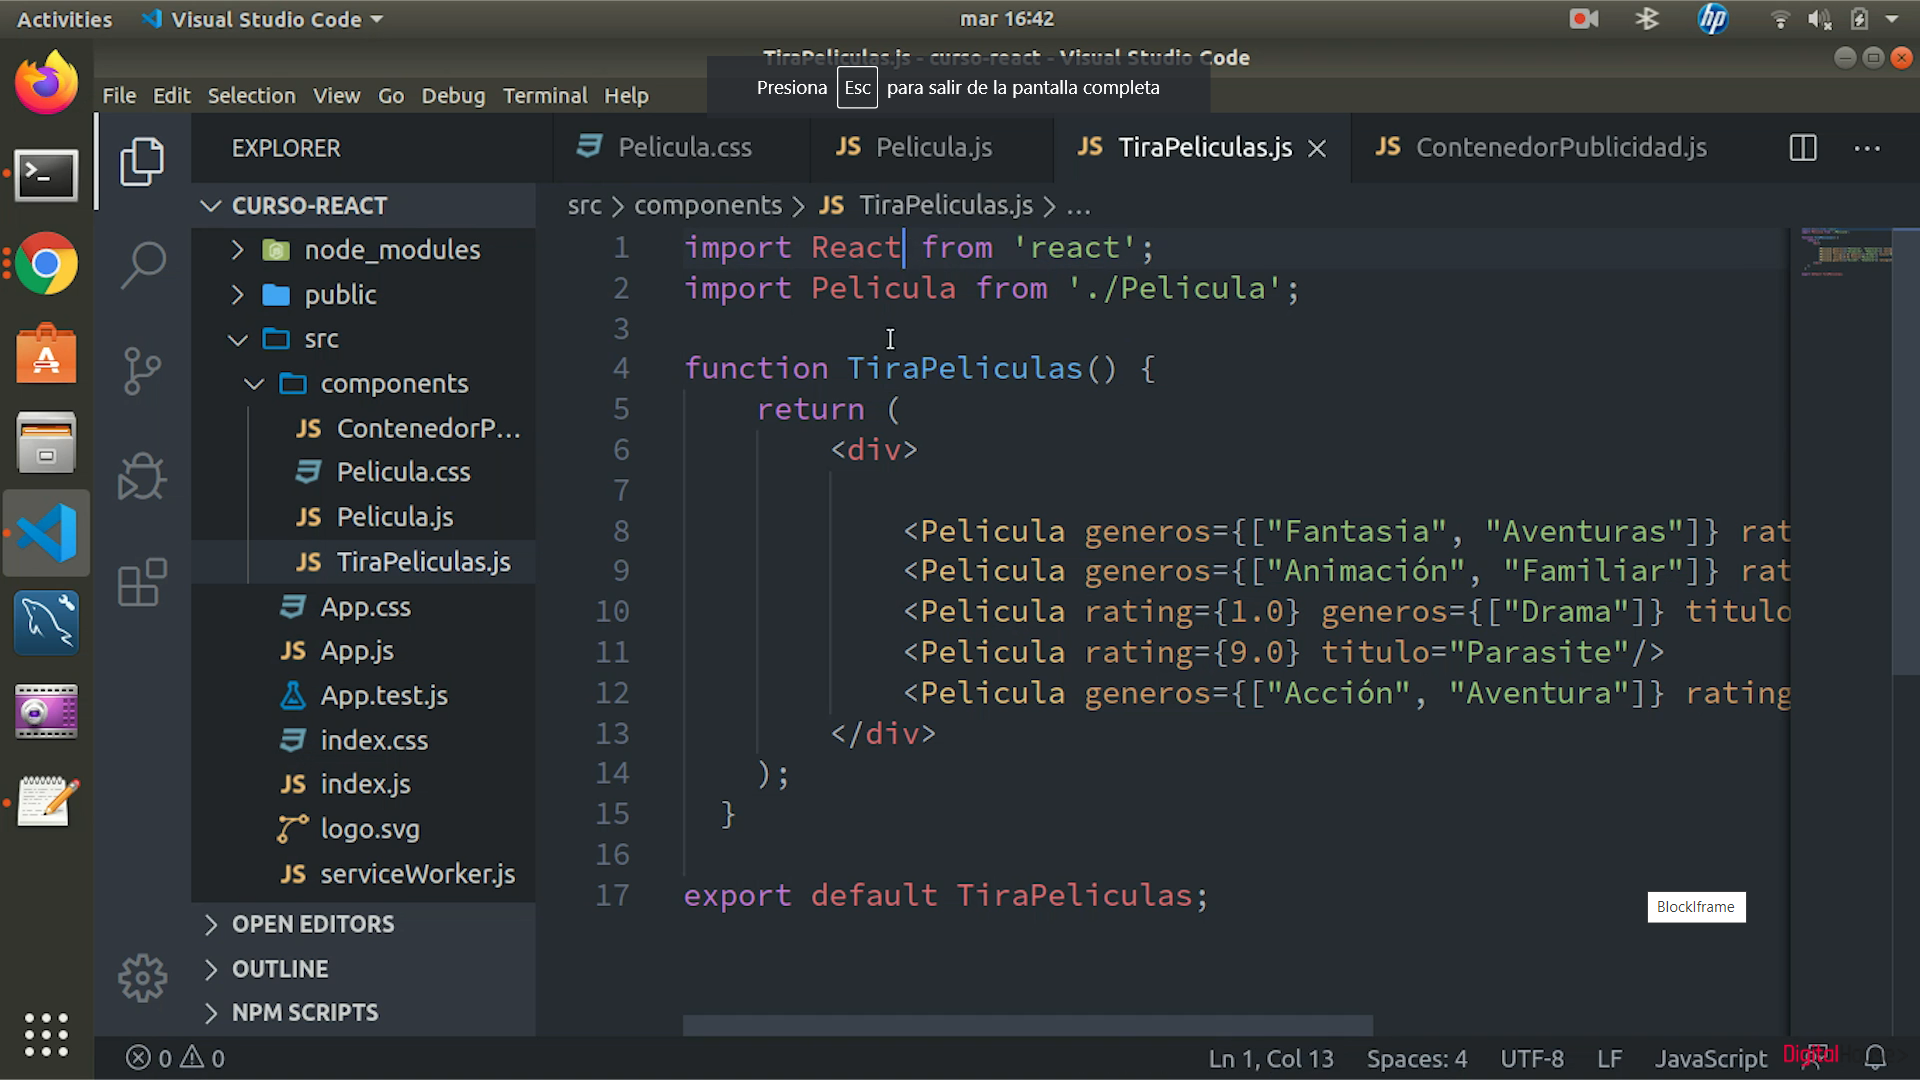 Activities Visual Studio Code mar 16:42
TiraPeliculas.js - curso-react - Visual Studio Code
Presiona Esc para salir de la pantalla completa
File Edit Selection View Go Debug Terminal Help
EXPLORER
Pelicula.css JS Pelicula.js JS TiraPeliculas.js JS ContenedorPublicidad.js
CURSO-REACT
src > components > JS TiraPeliculas.js > ...
node_modules
public
src
components
JS ContenedorP...
Pelicula.css
JS Pelicula.js
JS TiraPeliculas.js
App.css
JS App.js
App.test.js
index.css
JS index.js
logo.svg
JS serviceWorker.js
OPEN EDITORS
OUTLINE
NPM SCRIPTS
1 import React from 'react';
2 import Pelicula from './Pelicula';
3
4 function TiraPeliculas() {
5 return (
6 <div>
7
8 <Pelicula generos={["Fantasia", "Aventuras"]} rat
9 <Pelicula generos={["Animación", "Familiar"]} rat
10 <Pelicula rating={1.0} generos={["Drama"]} titulo
11 <Pelicula rating={9.0} titulo="Parasite"/>
12 <Pelicula generos={["Acción", "Aventura"]} rating
13 </div>
14 );
15 }
16
17 export default TiraPeliculas;
BlockIframe
0 0 Ln 1, Col 13 Spaces: 4 UTF-8 LF JavaScript
Digital
hp